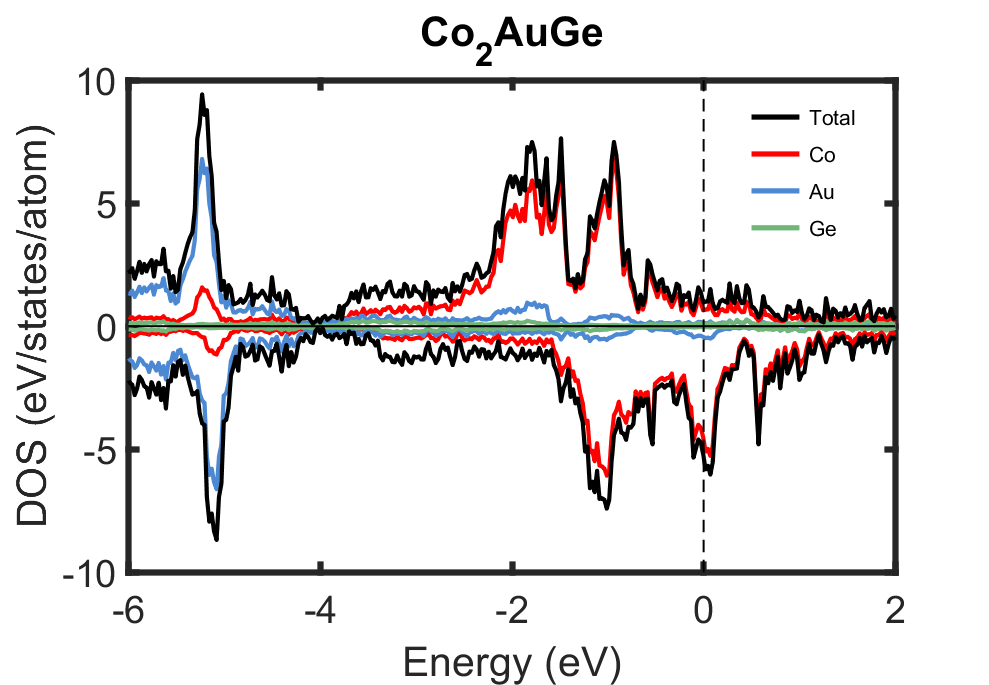 Co₂AuGe
DOS (eV/states/atom)
10
5
0
-5
-10
Total
Co
Au
Ge
-6
-4
-2
0
2
Energy (eV)